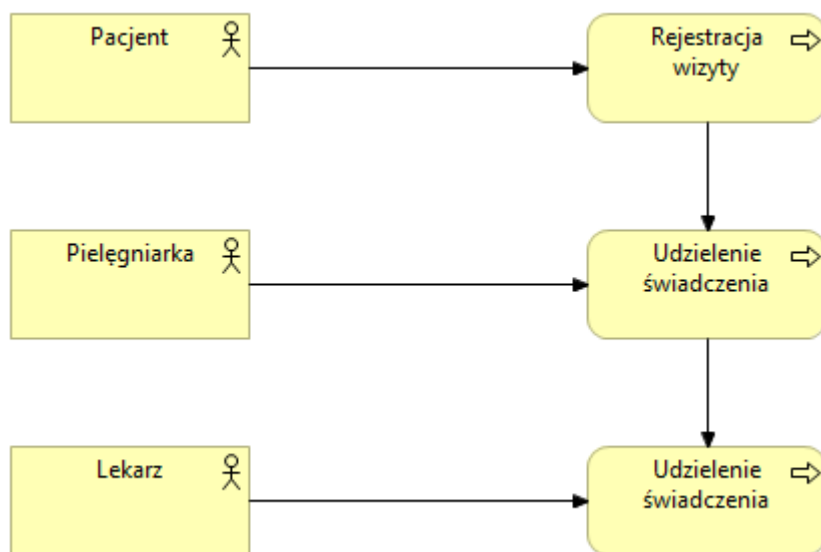 Pacjent
Rejestracja
wizyty
Pielęgniarka
Udzielenie
świadczenia
Lekarz
Udzielenie
świadczenia